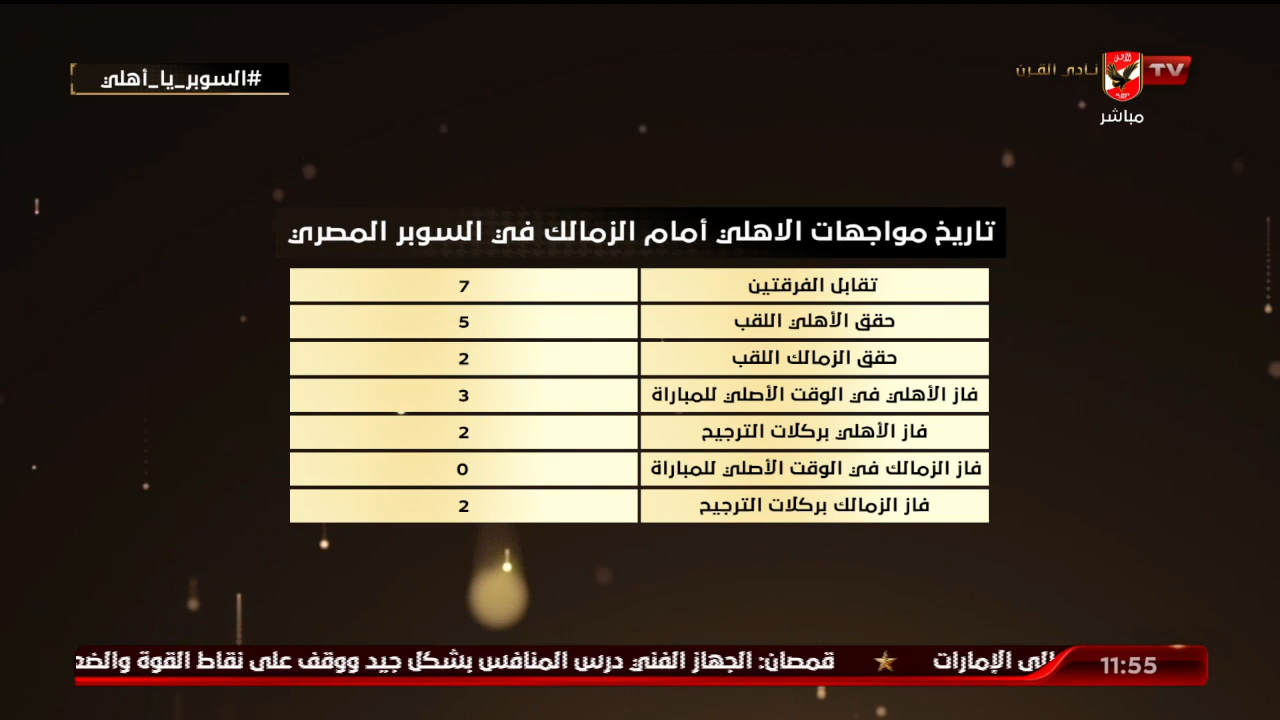 #السوبر_يا_أهلي
نادي القرن
TV
مباشر
تاريخ مواجهات الاهلي أمام الزمالك في السوبر المصري
تقابل الفرقتين 7
حقق الأهلي اللقب 5
حقق الزمالك اللقب 2
فاز الأهلي في الوقت الأصلي للمباراة 3
فاز الأهلي بركلات الترجيح 2
فاز الزمالك في الوقت الأصلي للمباراة 0
فاز الزمالك بركلات الترجيح 2
11:55 الإمارات ★ قمصان: الجهاز الفني درس المنافس بشكل جيد ووقف على نقاط القوة